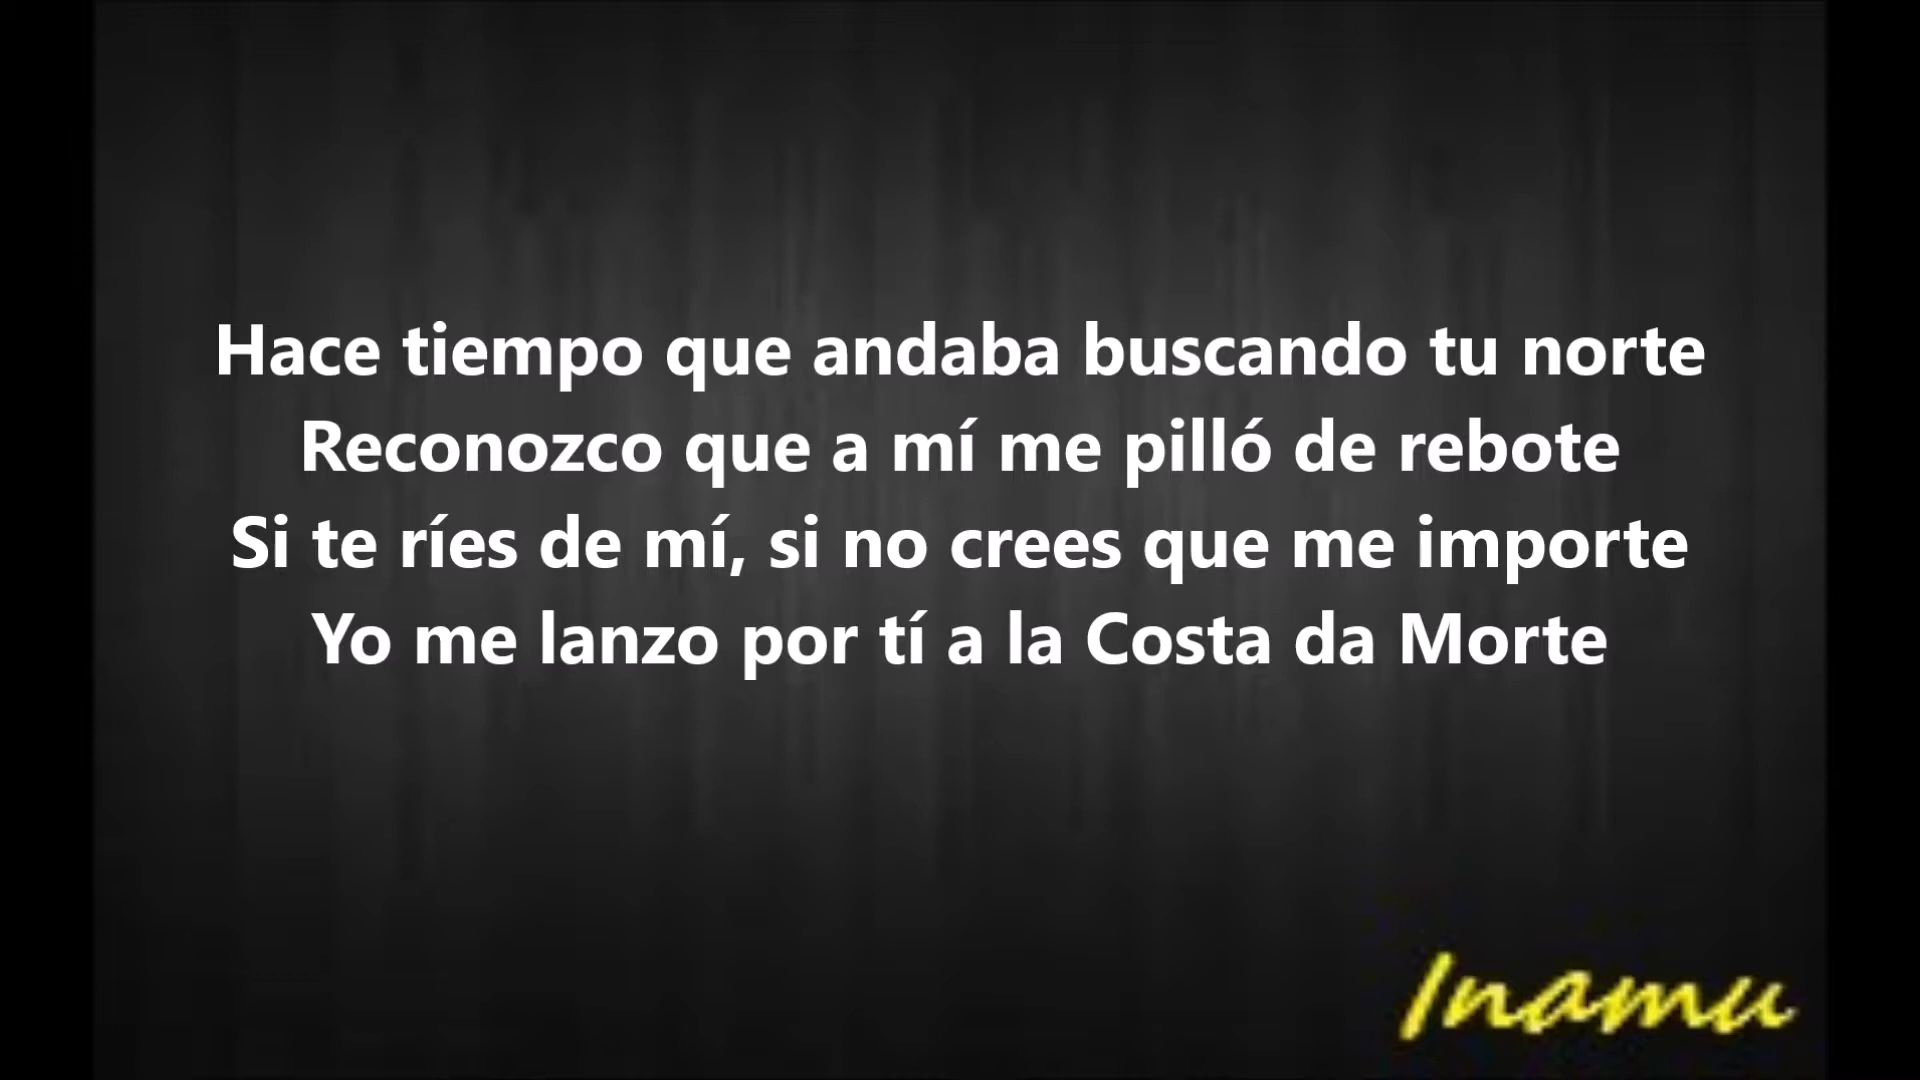 Hace tiempo que andaba buscando tu norte
Reconozco que a mí me pilló de rebote
Si te ríes de mí, si no crees que me importe
Yo me lanzo por tí a la Costa da Morte
Inamu